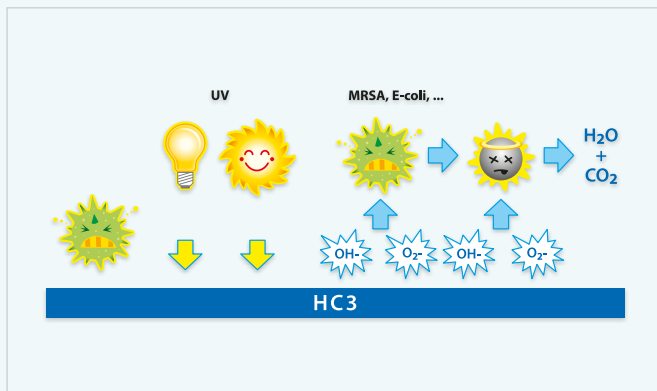 UV
MRSA, E-coli, ...
H2O
+
CO2
OH-
O2-
OH-
O2-
HC3